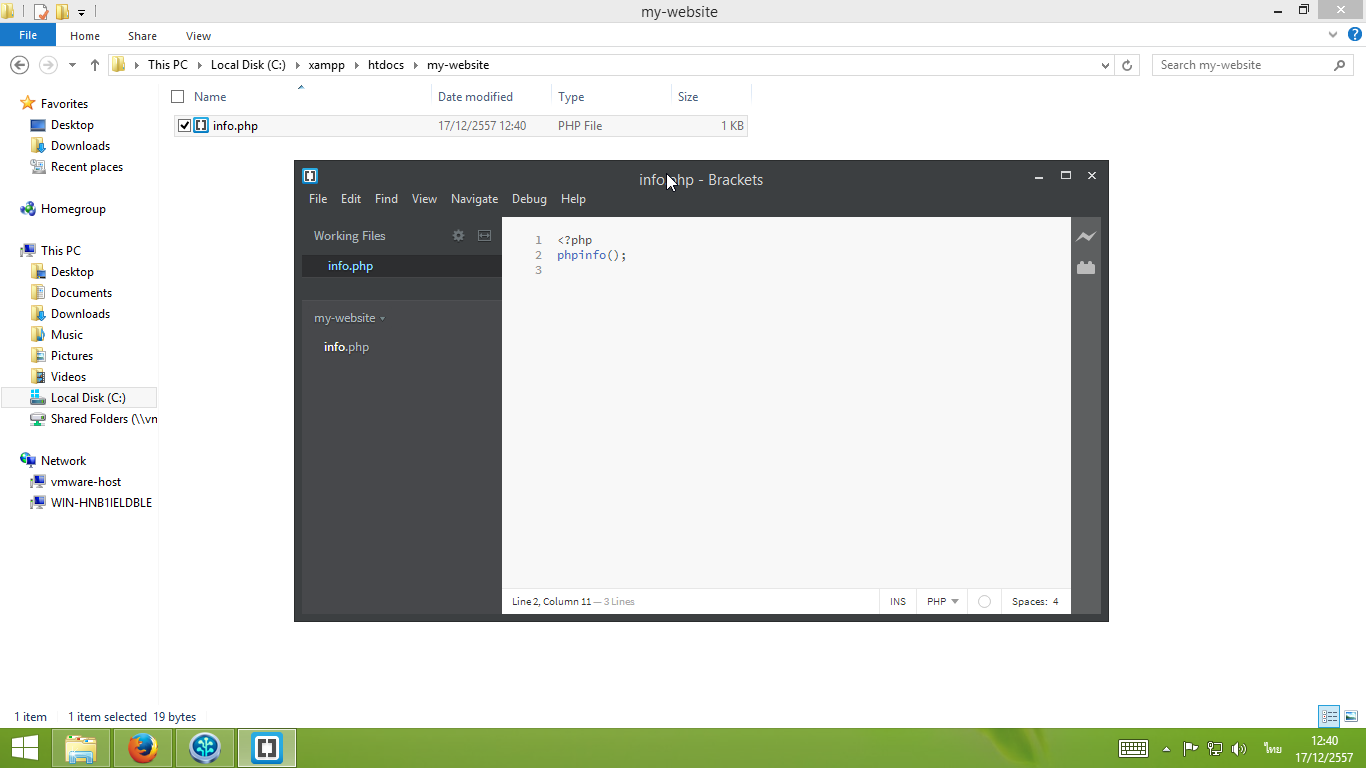 my-website
File Home Share View
This PC Local Disk (C:) xampp htdocs my-website Search my-website
Name Date modified Type Size
info.php 17/12/2557 12:40 PHP File 1 KB
Favorites
Desktop
Downloads
Recent places
Homegroup
This PC
Desktop
Documents
Downloads
Music
Pictures
Videos
Local Disk (C:)
Shared Folders (\\vn
Network
vmware-host
WIN-HNB1IELDBLE
info.php - Brackets
File Edit Find View Navigate Debug Help
Working Files
info.php
my-website
info.php
1 <?php
2 phpinfo();
3
Line 2, Column 11 — 3 Lines INS PHP Spaces: 4
1 item 1 item selected 19 bytes
ไทย
12:40
17/12/2557